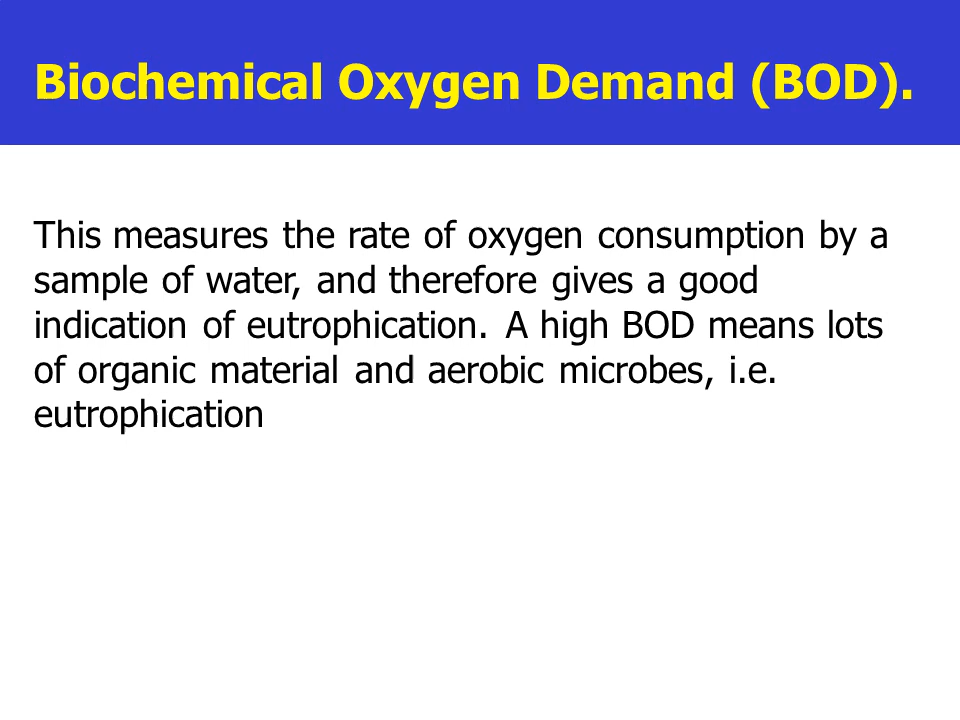 Biochemical Oxygen Demand (BOD).
This measures the rate of oxygen consumption by a
sample of water, and therefore gives a good
indication of eutrophication. A high BOD means lots
of organic material and aerobic microbes, i.e.
eutrophication